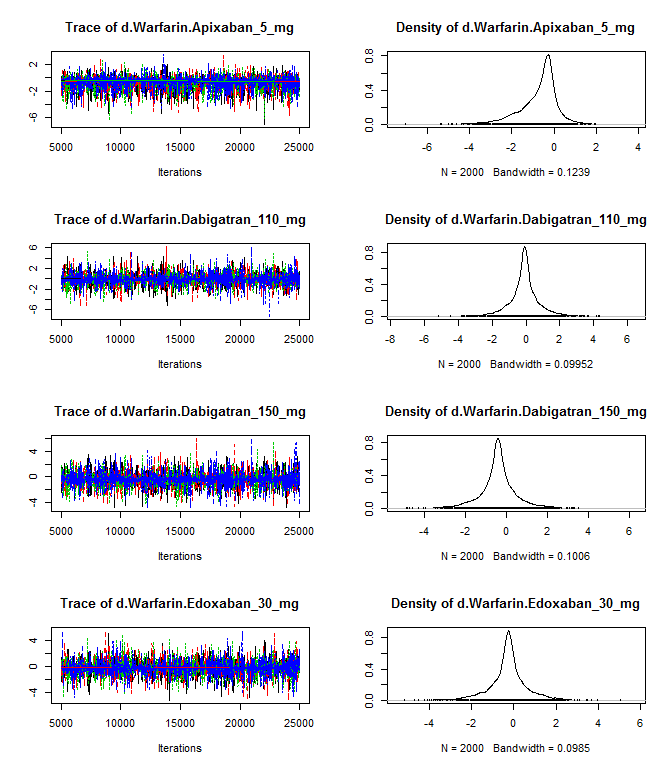 Trace of d.Warfarin.Apixaban_5_mg
2
-2
-6
5000 10000 15000 20000 25000
Iterations
Density of d.Warfarin.Apixaban_5_mg
0.8
0.4
0.0
-6 -4 -2 0 2 4
N = 2000 Bandwidth = 0.1239
Trace of d.Warfarin.Dabigatran_110_mg
6
2
-2
-6
5000 10000 15000 20000 25000
Iterations
Density of d.Warfarin.Dabigatran_110_mg
0.8
0.4
0.0
-8 -6 -4 -2 0 2 4 6
N = 2000 Bandwidth = 0.09952
Trace of d.Warfarin.Dabigatran_150_mg
4
0
-4
5000 10000 15000 20000 25000
Iterations
Density of d.Warfarin.Dabigatran_150_mg
0.8
0.4
0.0
-4 -2 0 2 4 6
N = 2000 Bandwidth = 0.1006
Trace of d.Warfarin.Edoxaban_30_mg
4
0
-4
5000 10000 15000 20000 25000
Iterations
Density of d.Warfarin.Edoxaban_30_mg
0.8
0.4
0.0
-4 -2 0 2 4 6
N = 2000 Bandwidth = 0.0985